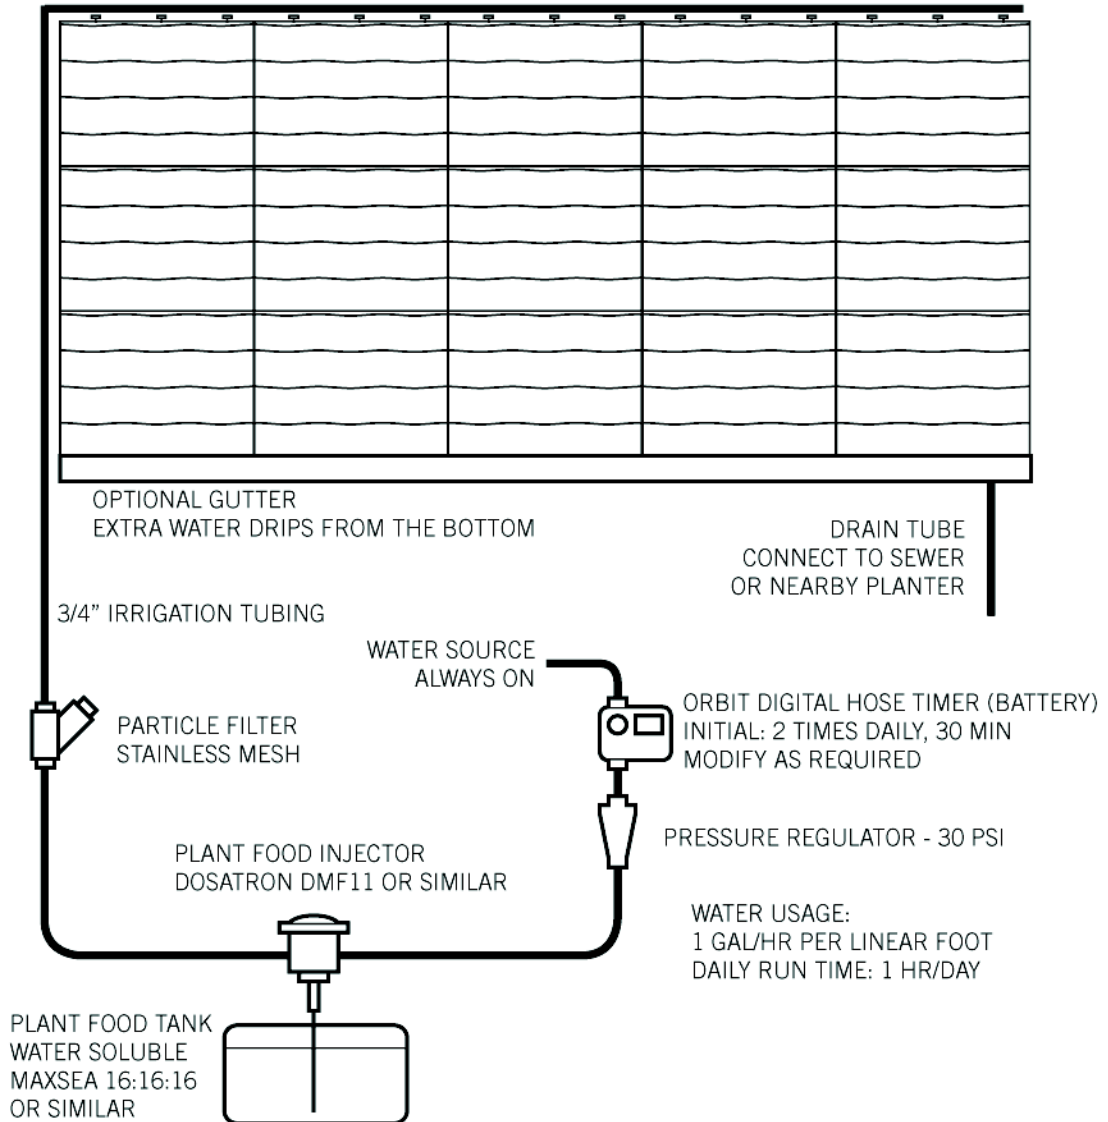 OPTIONAL GUTTER
EXTRA WATER DRIPS FROM THE BOTTOM
DRAIN TUBE
CONNECT TO SEWER
OR NEARBY PLANTER
3/4” IRRIGATION TUBING
WATER SOURCE
ALWAYS ON
ORBIT DIGITAL HOSE TIMER (BATTERY)
INITIAL: 2 TIMES DAILY, 30 MIN
MODIFY AS REQUIRED
PARTICLE FILTER
STAINLESS MESH
PRESSURE REGULATOR - 30 PSI
PLANT FOOD INJECTOR
DOSATRON DMF11 OR SIMILAR
WATER USAGE:
1 GAL/HR PER LINEAR FOOT
DAILY RUN TIME: 1 HR/DAY
PLANT FOOD TANK
WATER SOLUBLE
MAXSEA 16:16:16
OR SIMILAR